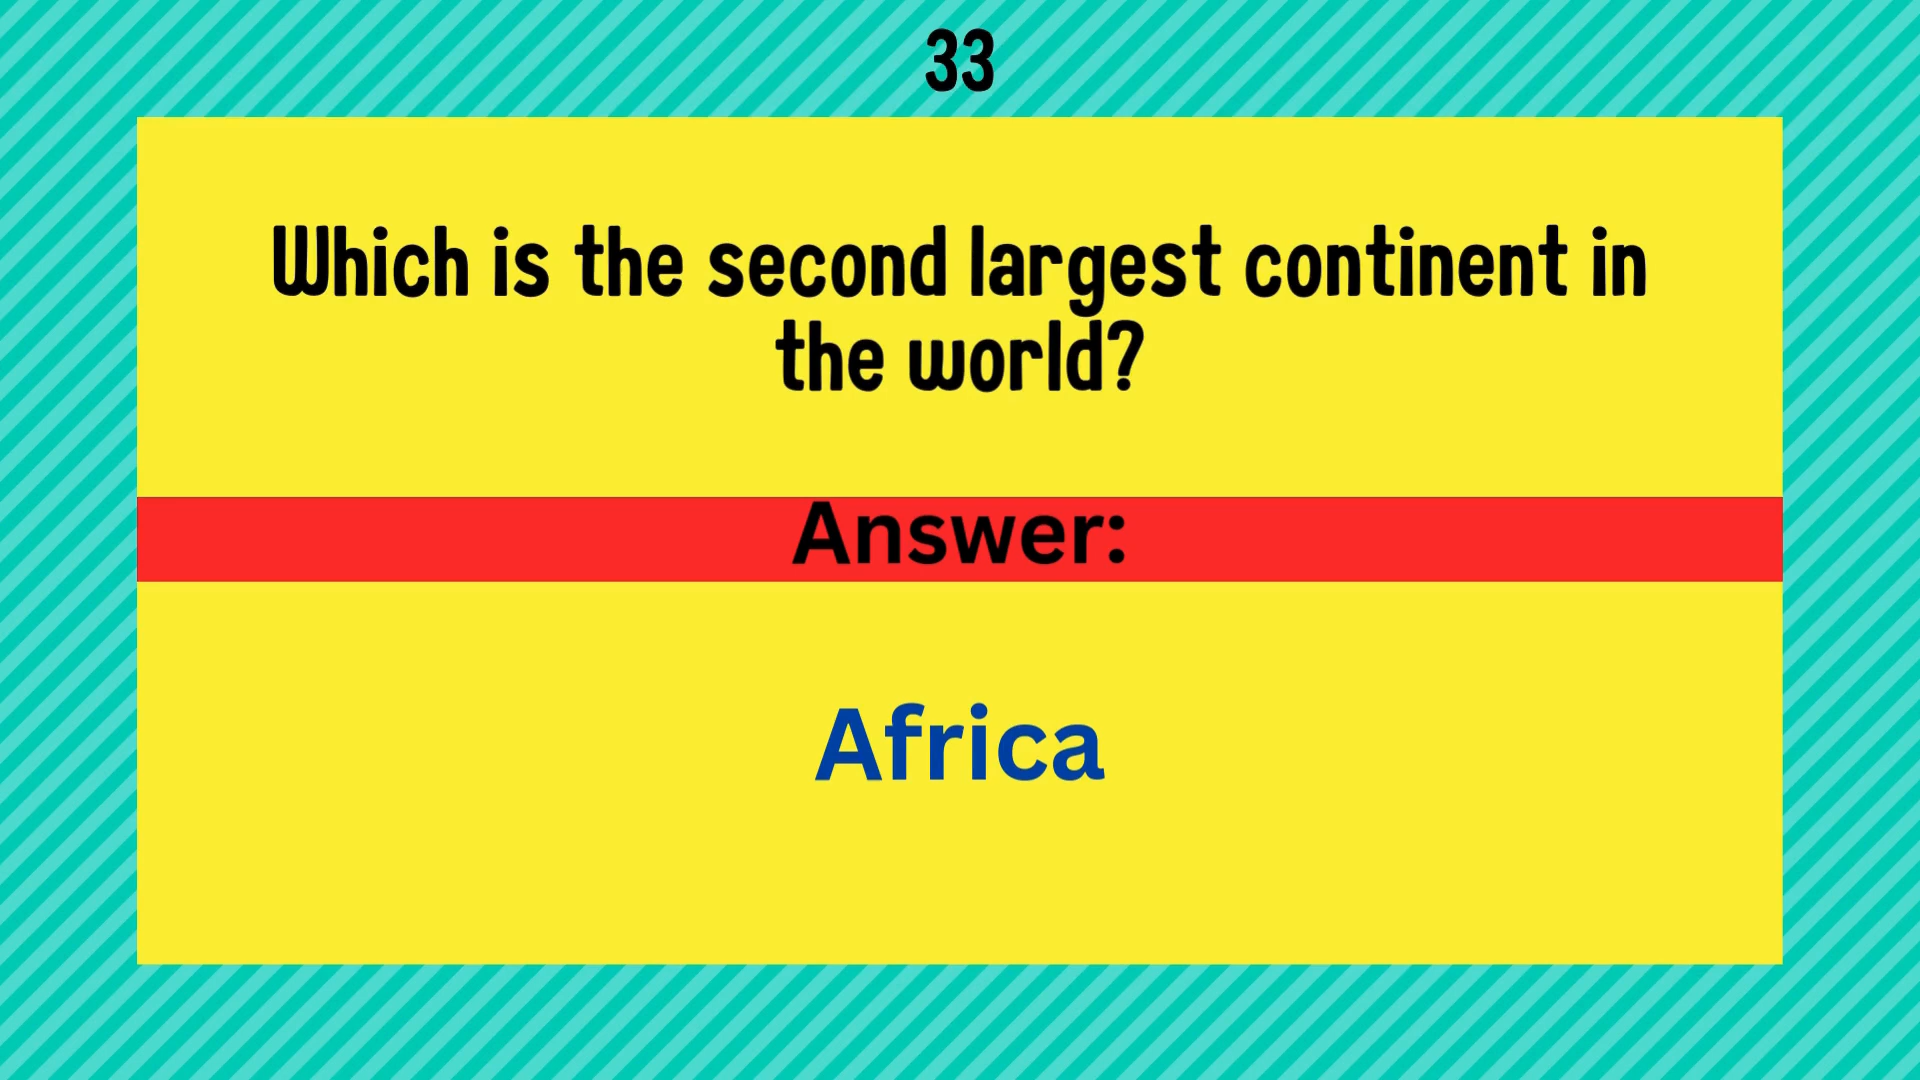 33
Which is the second largest continent in
the world?
Answer:
Africa